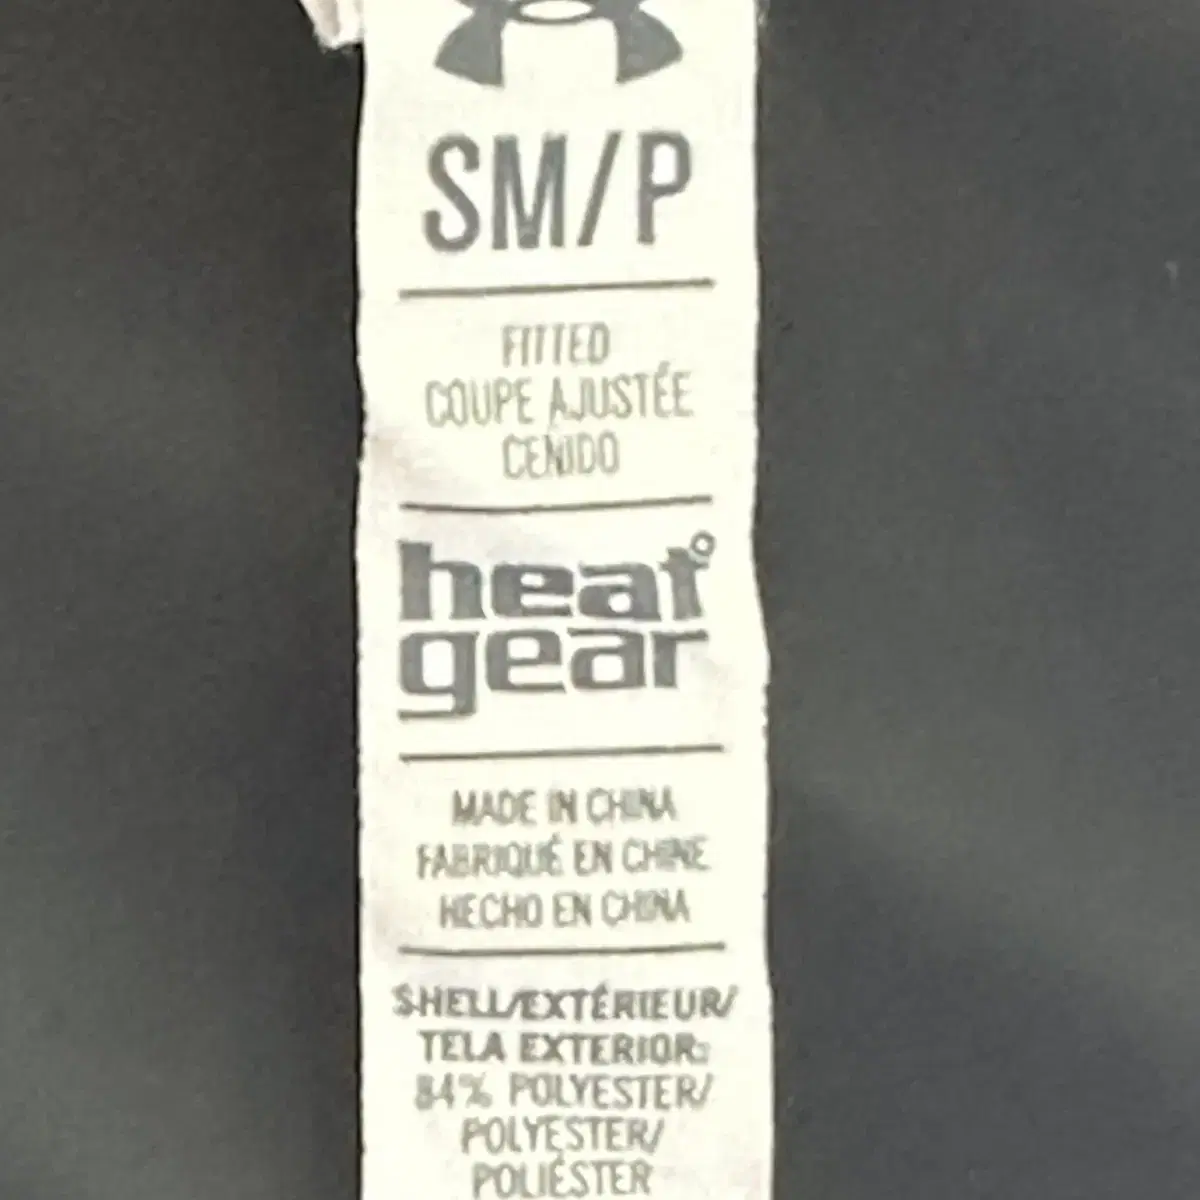 SM/P
FITTED
COUPE AJUSTÉE
CEÑIDO
heat°
gear
MADE IN CHINA
FABRIQUÉ EN CHINE
HECHO EN CHINA
SHELL/EXTÉRIEUR/
TELA EXTERIOR:
84% POLYESTER/
POLYESTER/
POLIÉSTER